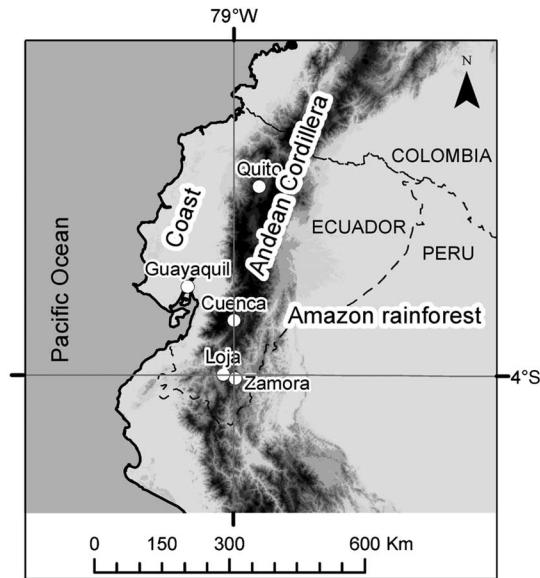 79°W
N
COLOMBIA
Quito
Andean Cordillera
Coast
ECUADOR
PERU
Pacific Ocean
Guayaquil
Cuenca
Amazon rainforest
Loja
Zamora
4°S
0 150 300 600 Km